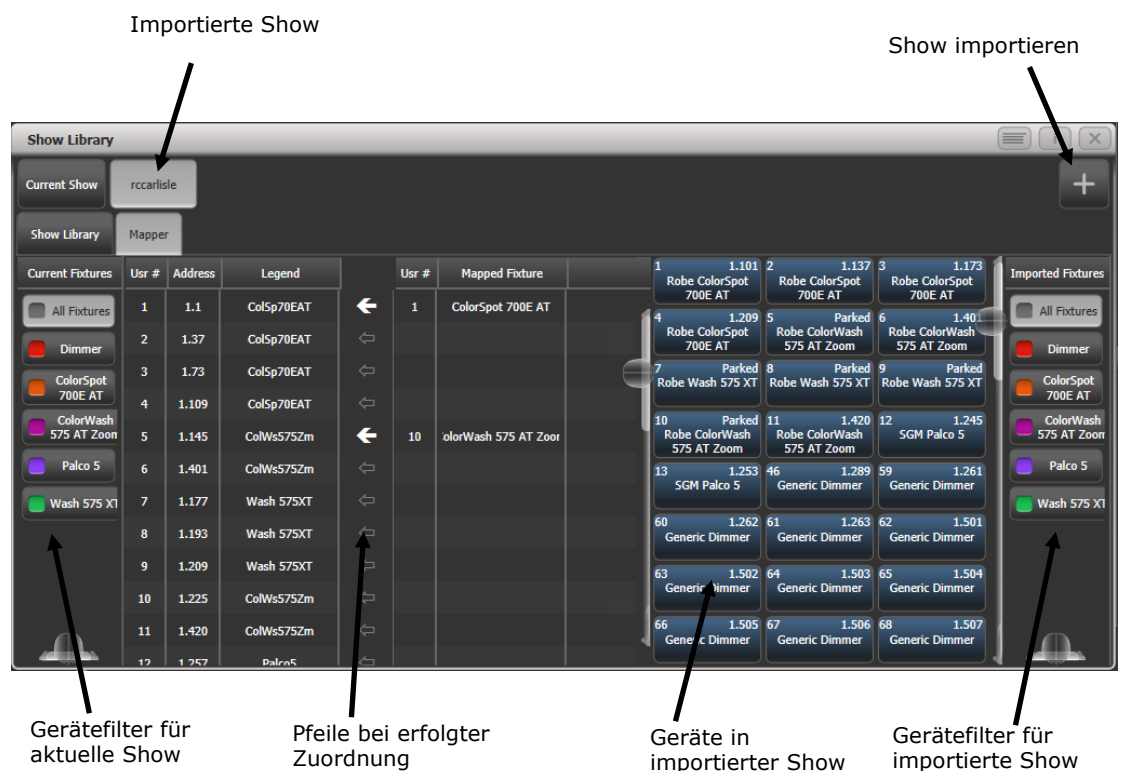 Importierte Show
Show importieren
Show Library
Current Show
rccarlisle
Show Library
Mapper
Current Fixtures
All Fixtures
Dimmer
ColorSpot
700E AT
ColorWash
575 AT Zoom
Palco 5
Wash 575 XT
Usr # Address Legend
1 1.1 ColSp70EAT
2 1.37 ColSp70EAT
3 1.73 ColSp70EAT
4 1.109 ColSp70EAT
5 1.145 ColWs575Zm
6 1.401 ColWs575Zm
7 1.177 Wash 575XT
8 1.193 Wash 575XT
9 1.209 Wash 575XT
10 1.225 ColWs575Zm
11 1.420 ColWs575Zm
12 1.257 Palco5
Usr # Mapped Fixture
1 ColorSpot 700E AT
10 olorWash 575 AT Zoor
1 1.101
Robe ColorSpot
700E AT
2 1.137
Robe ColorSpot
700E AT
3 1.173
Robe ColorSpot
700E AT
4 1.209
Robe ColorSpot
700E AT
5 Parked
Robe ColorWash
575 AT Zoom
6 1.401
Robe ColorWash
575 AT Zoom
7 Parked
Robe Wash 575 XT
8 Parked
Robe Wash 575 XT
9 Parked
Robe Wash 575 XT
10 Parked
Robe ColorWash
575 AT Zoom
11 1.420
Robe ColorWash
575 AT Zoom
12 1.245
SGM Palco 5
13 1.253
SGM Palco 5
46 1.289
Generic Dimmer
59 1.261
Generic Dimmer
60 1.262
Generic Dimmer
61 1.263
Generic Dimmer
62 1.501
Generic Dimmer
63 1.502
Generic Dimmer
64 1.503
Generic Dimmer
65 1.504
Generic Dimmer
66 1.505
Generic Dimmer
67 1.506
Generic Dimmer
68 1.507
Generic Dimmer
Imported Fixtures
All Fixtures
Dimmer
ColorSpot
700E AT
ColorWash
575 AT Zoom
Palco 5
Wash 575 XT
Gerätefilter für
aktuelle Show
Pfeile bei erfolgter
Zuordnung
Geräte in
importierter Show
Gerätefilter für
importierte Show